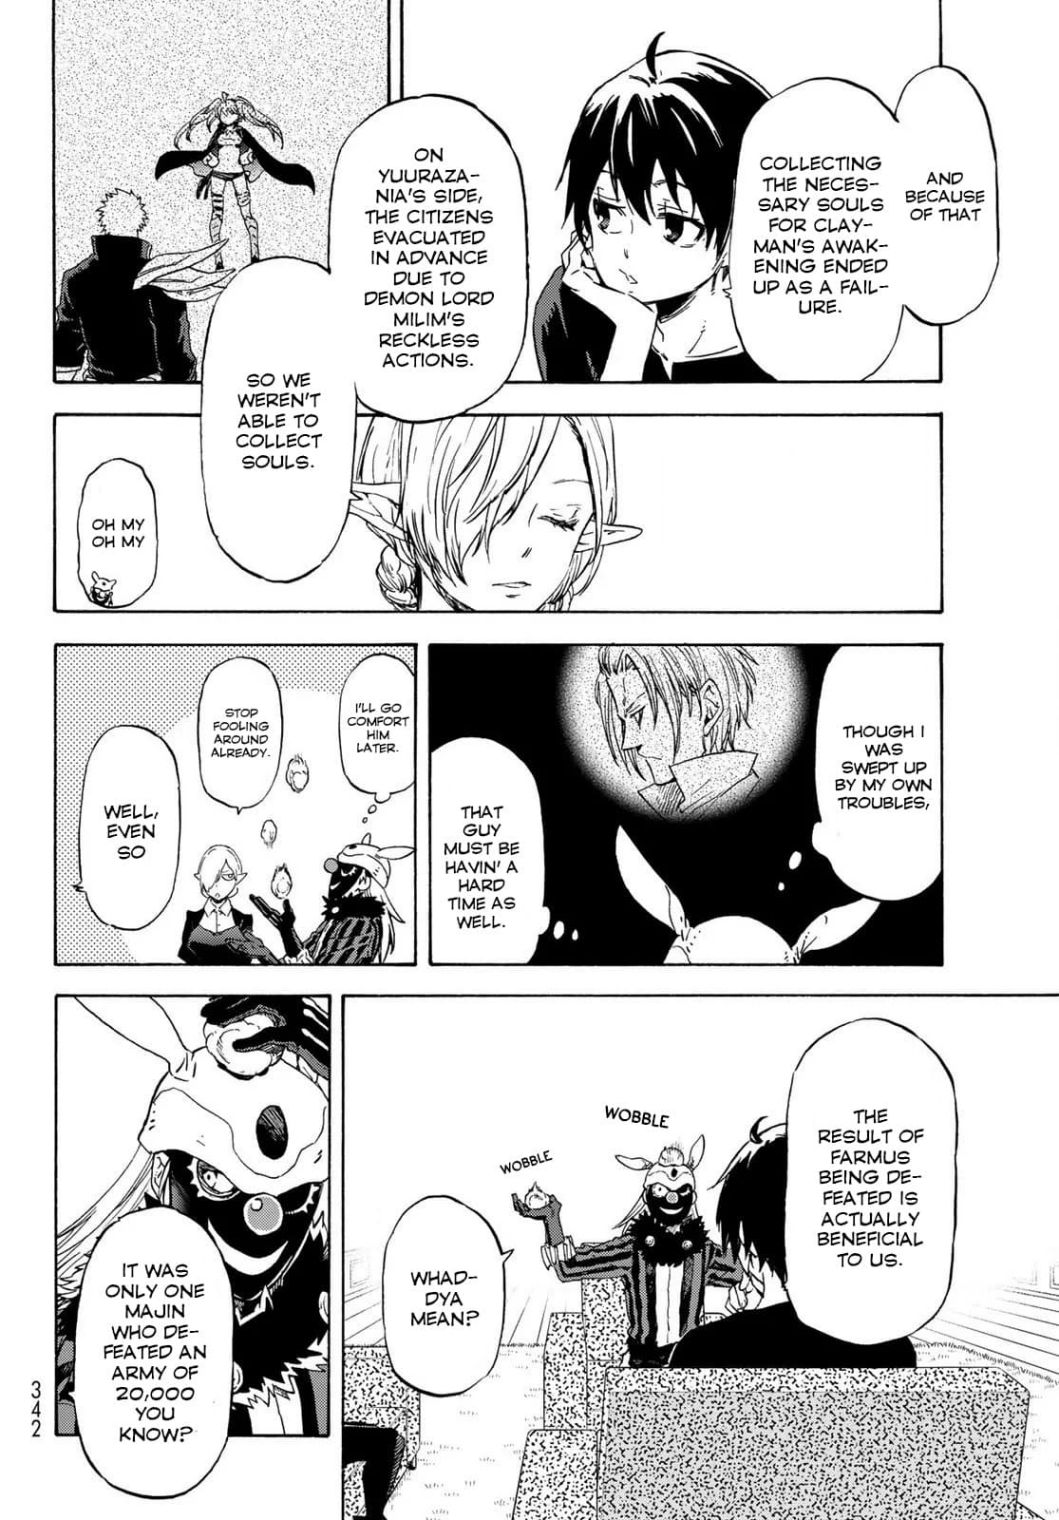 AND
BECAUSE
OF THAT
COLLECTING
THE NECES-
SARY SOULS
FOR CLAY-
MAN'S AWAK-
ENING ENDED
UP AS A FAIL-
URE.
ON
YUURAZA-
NIA'S SIDE,
THE CITIZENS
EVACUATED
IN ADVANCE
DUE TO
DEMON LORD
MILIM'S
RECKLESS
ACTIONS.
SO WE
WEREN'T
ABLE TO
COLLECT
SOULS.
OH MY
OH MY
THOUGH I
WAS
SWEPT UP
BY MY OWN
TROUBLES,
THAT
GUY
MUST BE
HAVIN' A
HARD
TIME AS
WELL.
I'LL GO
COMFORT
HIM
LATER.
STOP
FOOLING
AROUND
ALREADY.
WELL,
EVEN
SO
THE
RESULT OF
FARMUS
BEING DE-
FEATED IS
ACTUALLY
BENEFICIAL
TO US.
WOBBLE
WOBBLE
WHAD-
DYA
MEAN?
IT WAS
ONLY ONE
MAJIN
WHO DE-
FEATED AN
ARMY OF
20,000
YOU
KNOW?
342